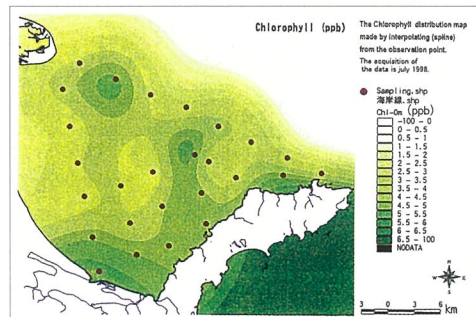 Chlorophyll (ppb)
The Chlorophyll distribution map
made by interpolating (spline)
from the observation point.
The acquisition of
the data is july 1998.
Sampling.shp
海岸線.shp
Chl-0m (ppb)
-100 - 0
0 - 0.5
0.5 - 1
1 - 1.5
1.5 - 2
2 - 2.5
2.5 - 3
3 - 3.5
3.5 - 4
4 - 4.5
4.5 - 5
5 - 5.5
5.5 - 6
6 - 6.5
6.5 - 100
NODATA
N
W E
S
3 0 3 6 km